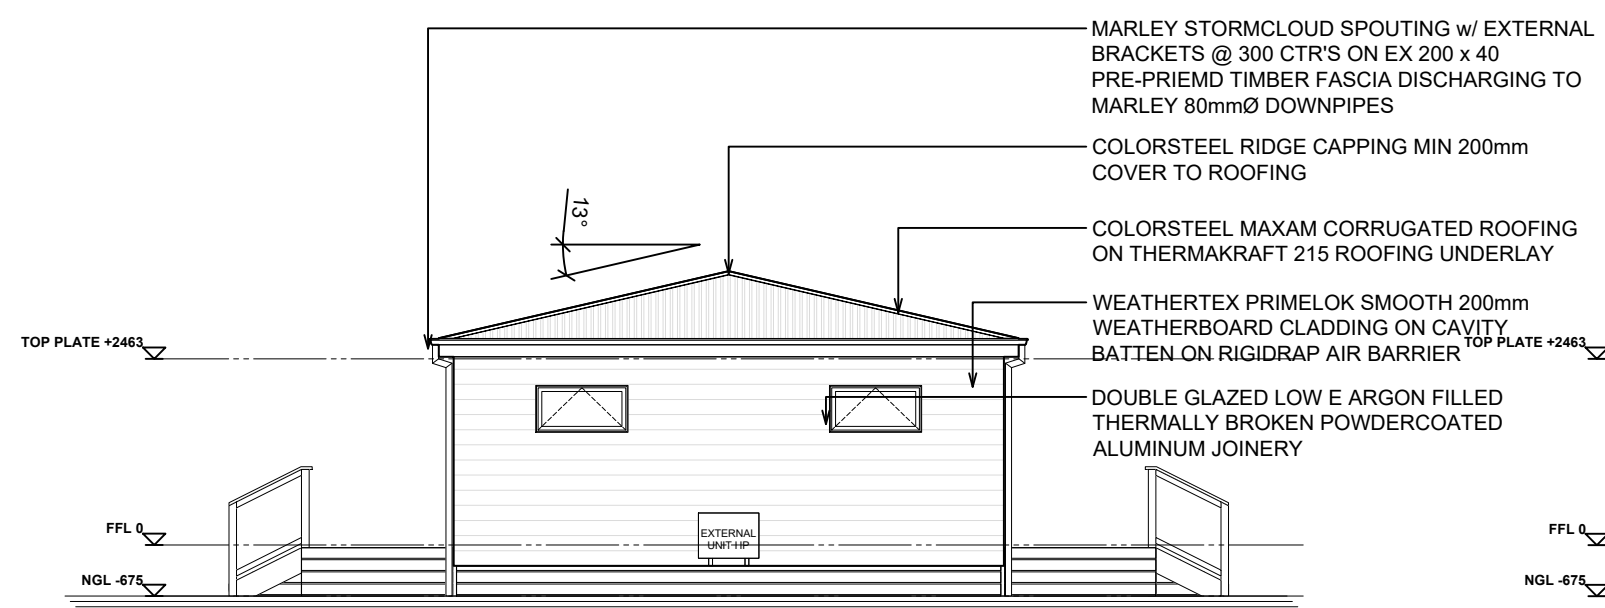 MARLEY STORMCLOUD SPOUTING w/ EXTERNAL
BRACKETS @ 300 CTR'S ON EX 200 x 40
PRE-PRIEMD TIMBER FASCIA DISCHARGING TO
MARLEY 80mmØ DOWNPIPES
COLORSTEEL RIDGE CAPPING MIN 200mm
COVER TO ROOFING
13°
COLORSTEEL MAXAM CORRUGATED ROOFING
ON THERMAKRAFT 215 ROOFING UNDERLAY
WEATHERTEX PRIMELOK SMOOTH 200mm
WEATHERBOARD CLADDING ON CAVITY
BATTEN ON RIGIDRAP AIR BARRIER
TOP PLATE +2463
TOP PLATE +2463
DOUBLE GLAZED LOW E ARGON FILLED
THERMALLY BROKEN POWDERCOATED
ALUMINUM JOINERY
EXTERNAL
UNIT HP
FFL 0
FFL 0
NGL -675
NGL -675